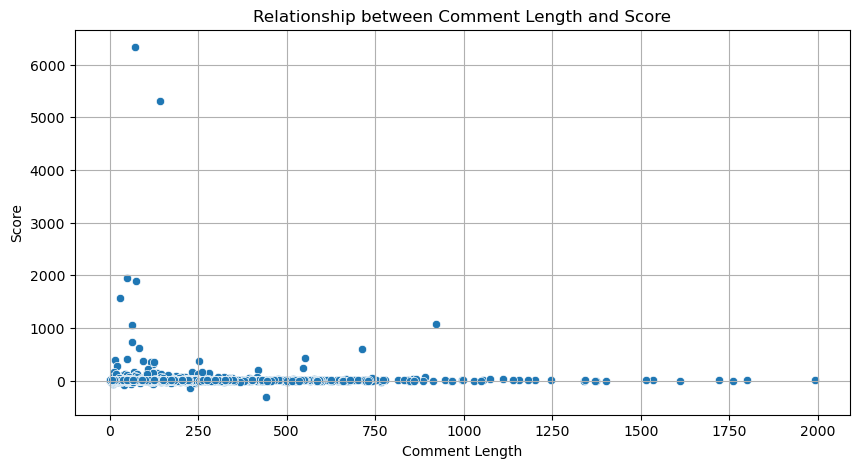 Relationship between Comment Length and Score
Score
6000
5000
4000
3000
2000
1000
0
0 250 500 750 1000 1250 1500 1750 2000
Comment Length